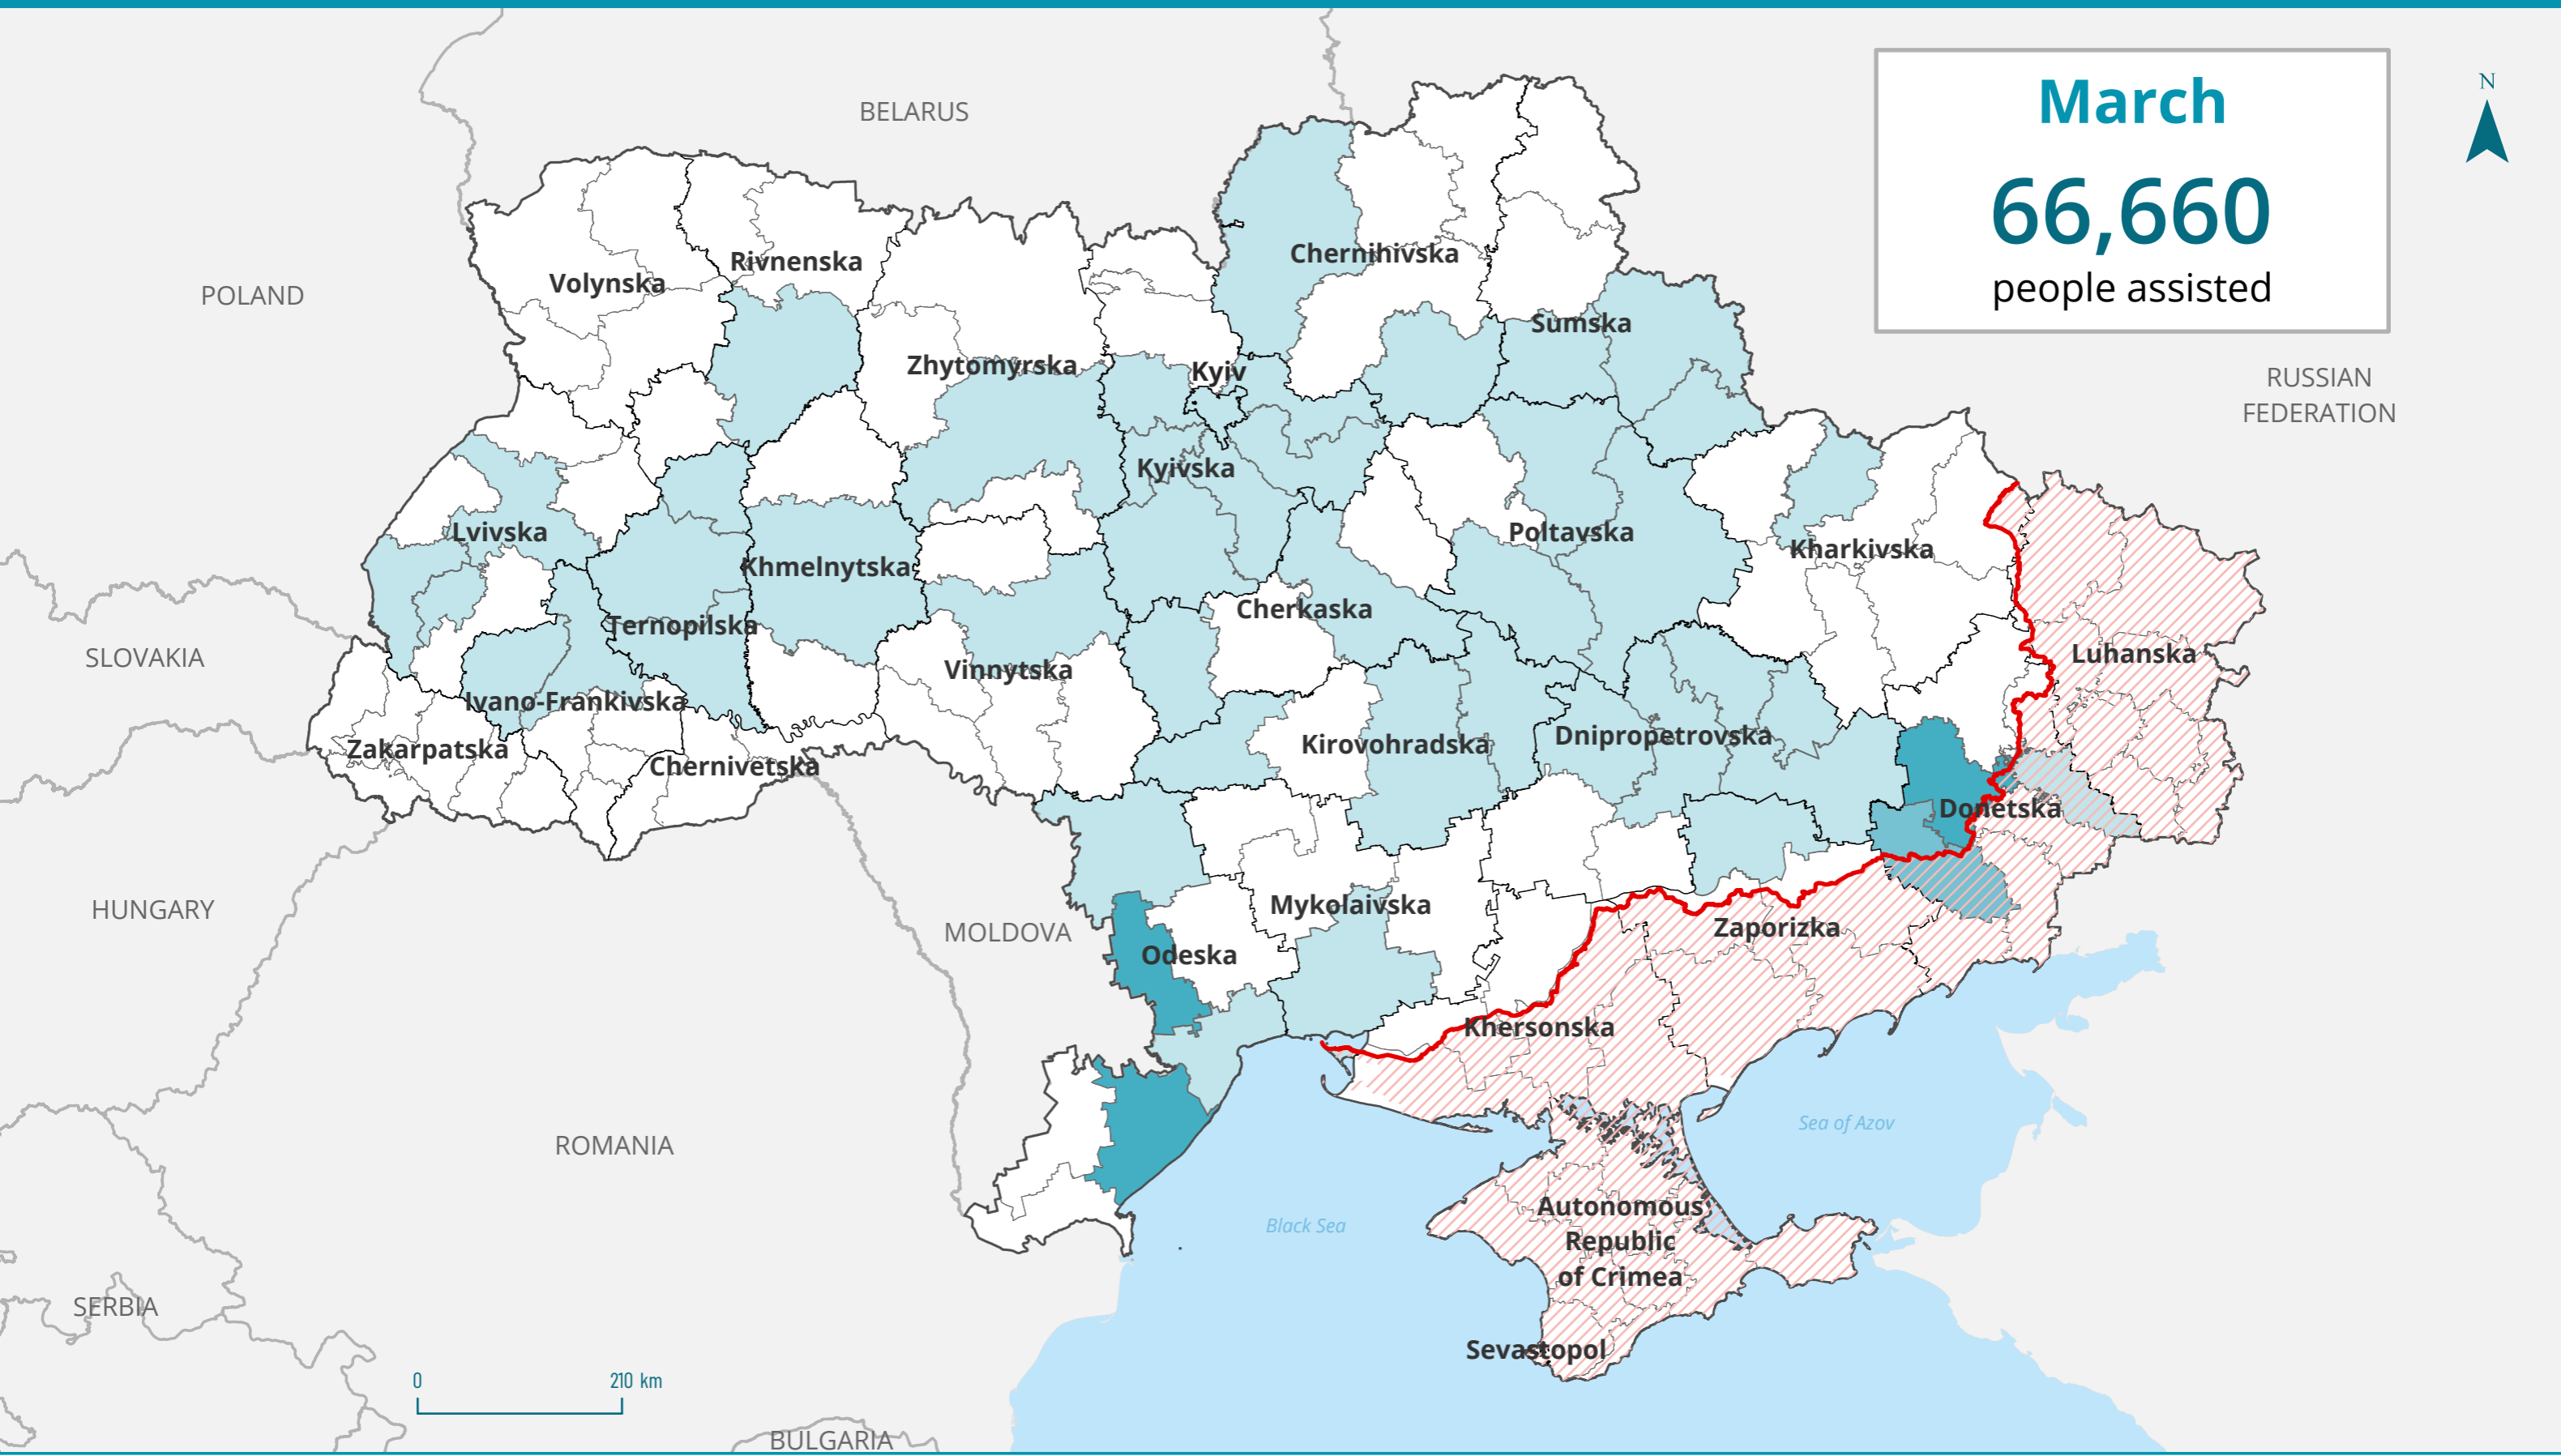 March
66,660
people assisted
N
BELARUS
POLAND
RUSSIAN
FEDERATION
SLOVAKIA
HUNGARY
MOLDOVA
ROMANIA
SERBIA
BULGARIA
Volynska
Rivnenska
Zhytomyrska
Kyiv
Chernihivska
Sumska
Kyivska
Lvivska
Khmelnytska
Ternopilska
Cherkaska
Poltavska
Kharkivska
Luhanska
Vinnytska
Ivano-Frankivska
Zakarpatska
Chernivetska
Kirovohradska
Dnipropetrovska
Donetska
Mykolaivska
Odeska
Zaporizka
Khersonska
Autonomous
Republic
of Crimea
Sevastopol
Sea of Azov
Black Sea
0 210 km